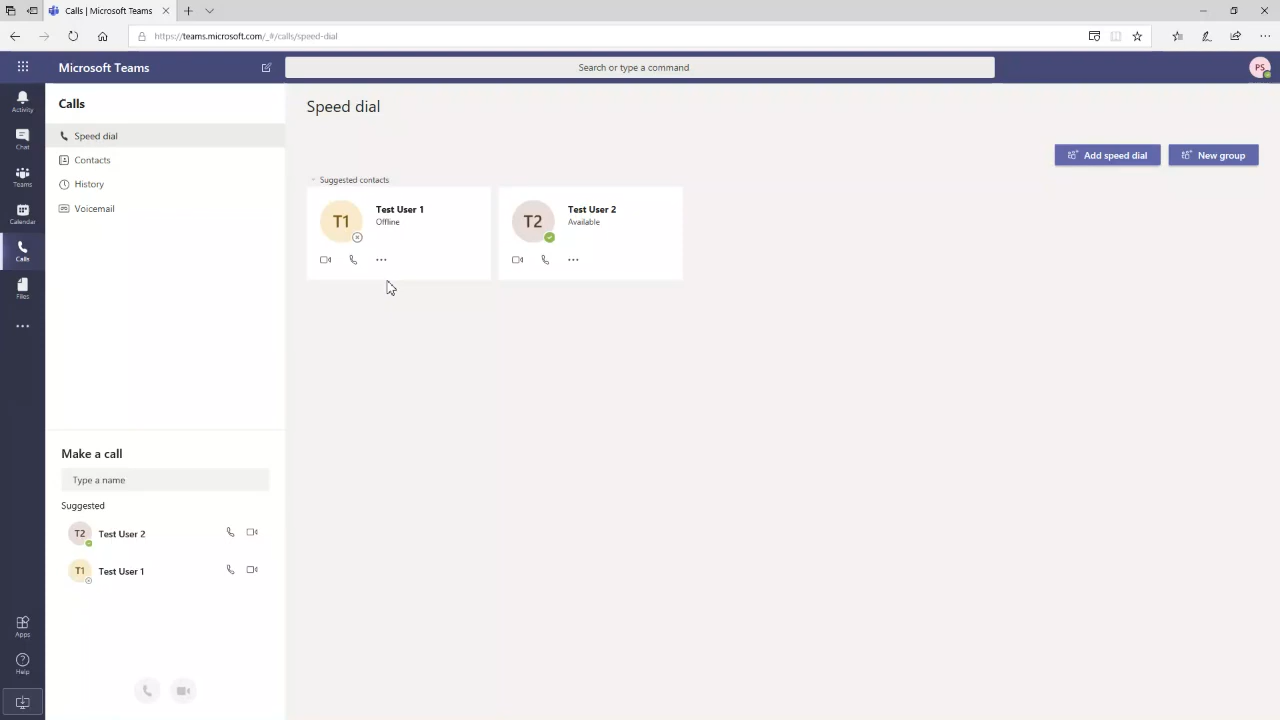 Calls | Microsoft Teams
https://teams.microsoft.com/_#/calls/speed-dial
Microsoft Teams
Search or type a command
PS
Activity
Chat
Teams
Calendar
Calls
Files
Apps
Help
Calls
Speed dial
Contacts
History
Voicemail
Make a call
Type a name
Suggested
T2 Test User 2
T1 Test User 1
Speed dial
Add speed dial
New group
Suggested contacts
T1
Test User 1
Offline
T2
Test User 2
Available